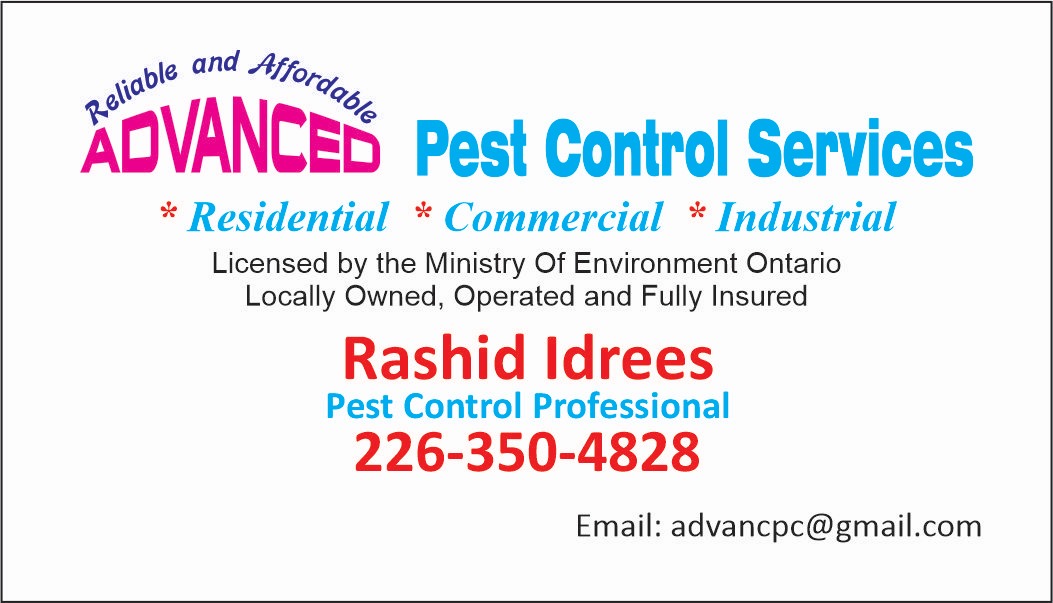 Reliable and Affordable
ADVANCED Pest Control Services
* Residential * Commercial * Industrial
Licensed by the Ministry Of Environment Ontario
Locally Owned, Operated and Fully Insured
Rashid Idrees
Pest Control Professional
226-350-4828
Email: advancpc@gmail.com